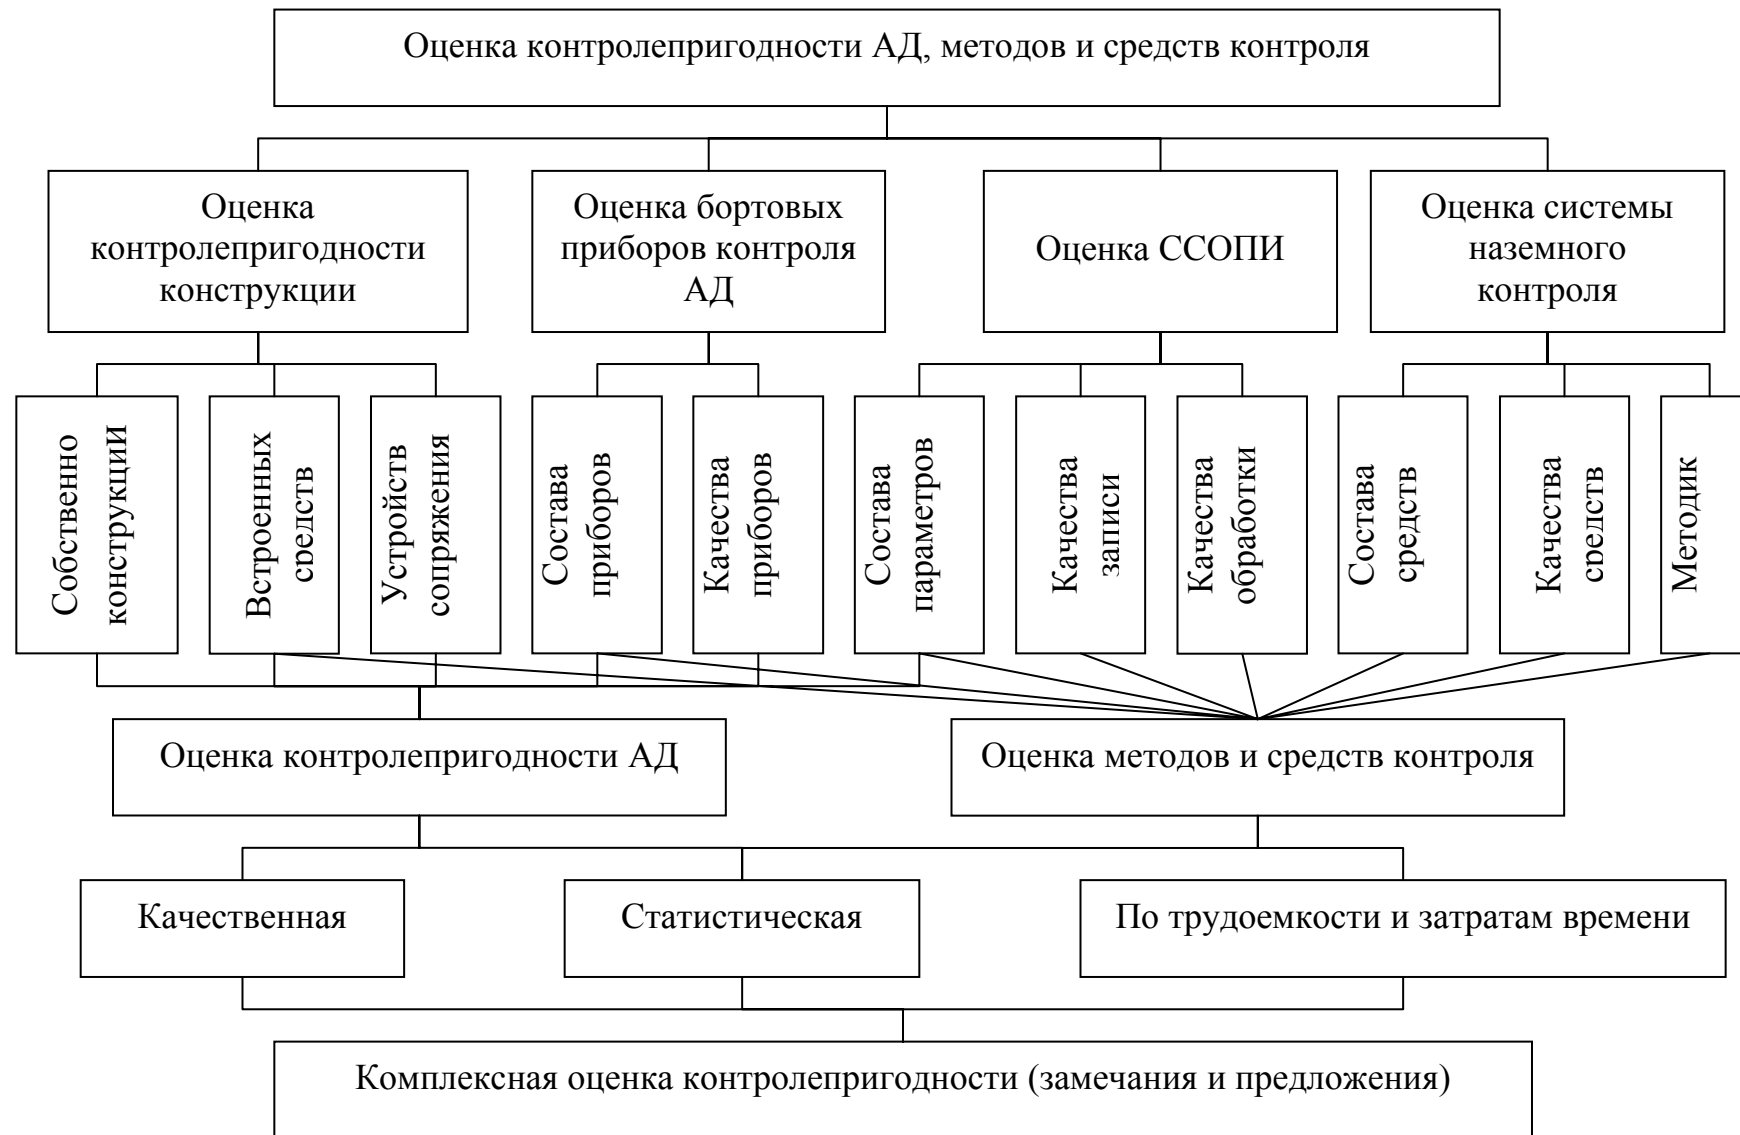 Оценка контролепригодности АД, методов и средств контроля
Оценка
контролепригодности
конструкции
Оценка бортовых
приборов контроля
АД
Оценка ССОПИ
Оценка системы
наземного
контроля
Собственно
конструкции
Встроенных
средств
Устройств
сопряжения
Состава
приборов
Качества
приборов
Состава
параметров
Качества
записи
Качества
обработки
Состава
средств
Качества
средств
Методик
Оценка контролепригодности АД
Оценка методов и средств контроля
Качественная
Статистическая
По трудоемкости и затратам времени
Комплексная оценка контролепригодности (замечания и предложения)